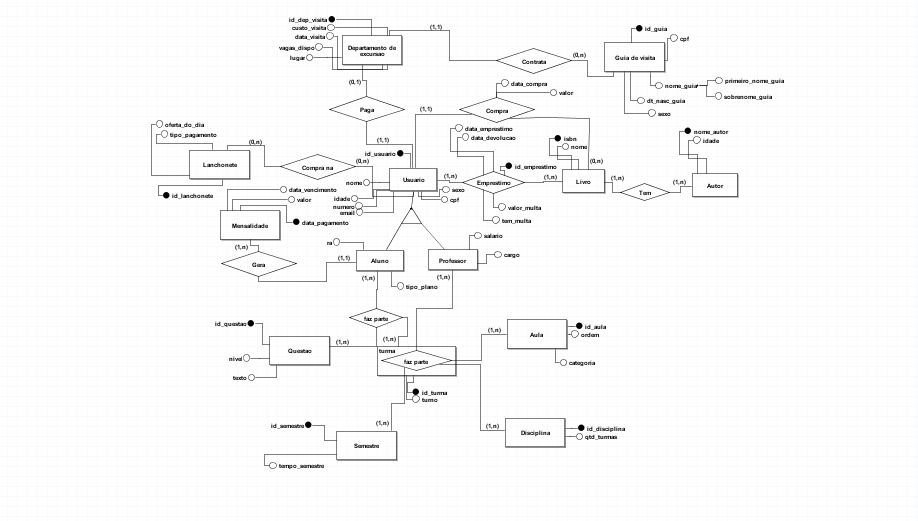 id_dep_visita
custo_visita
data_visita
vagas_dispo
lugar
Departamento de
excursao
(1,1)
Contrata
(0,n)
Guia de visita
id_guia
cpf
nome_guia
primeiro_nome_guia
sobrenome_guia
dt_nasc_guia
sexo
(0,1)
Paga
(1,1)
(1,1)
data_compra
valor
Compra
(0,n)
oferta_do_dia
tipo_pagamento
Lanchonete
id_lanchonete
(0,n)
Compra na
(0,n)
id_usuario
nome
idade
numero
email
Usuario
sexo
cpf
(1,n)
data_emprestimo
data_devolucao
id_emprestimo
Emprestimo
valor_multa
tem_multa
(1,n)
isbn
nome
Livro
(1,n)
Tem
(1,n)
nome_autor
idade
Autor
data_vencimento
valor
data_pagamento
Mensalidade
(1,n)
Gera
(1,1)
ra
Aluno
tipo_plano
(1,n)
salario
cargo
Professor
(1,n)
faz parte
(1,n)
id_questao
nivel
texto
Questao
(1,n)
turma
faz parte
id_turma
turno
(1,n)
Aula
id_aula
ordem
categoria
id_semestre
tempo_semestre
Semestre
(1,n)
(1,n)
Disciplina
id_disciplina
qtd_turmas